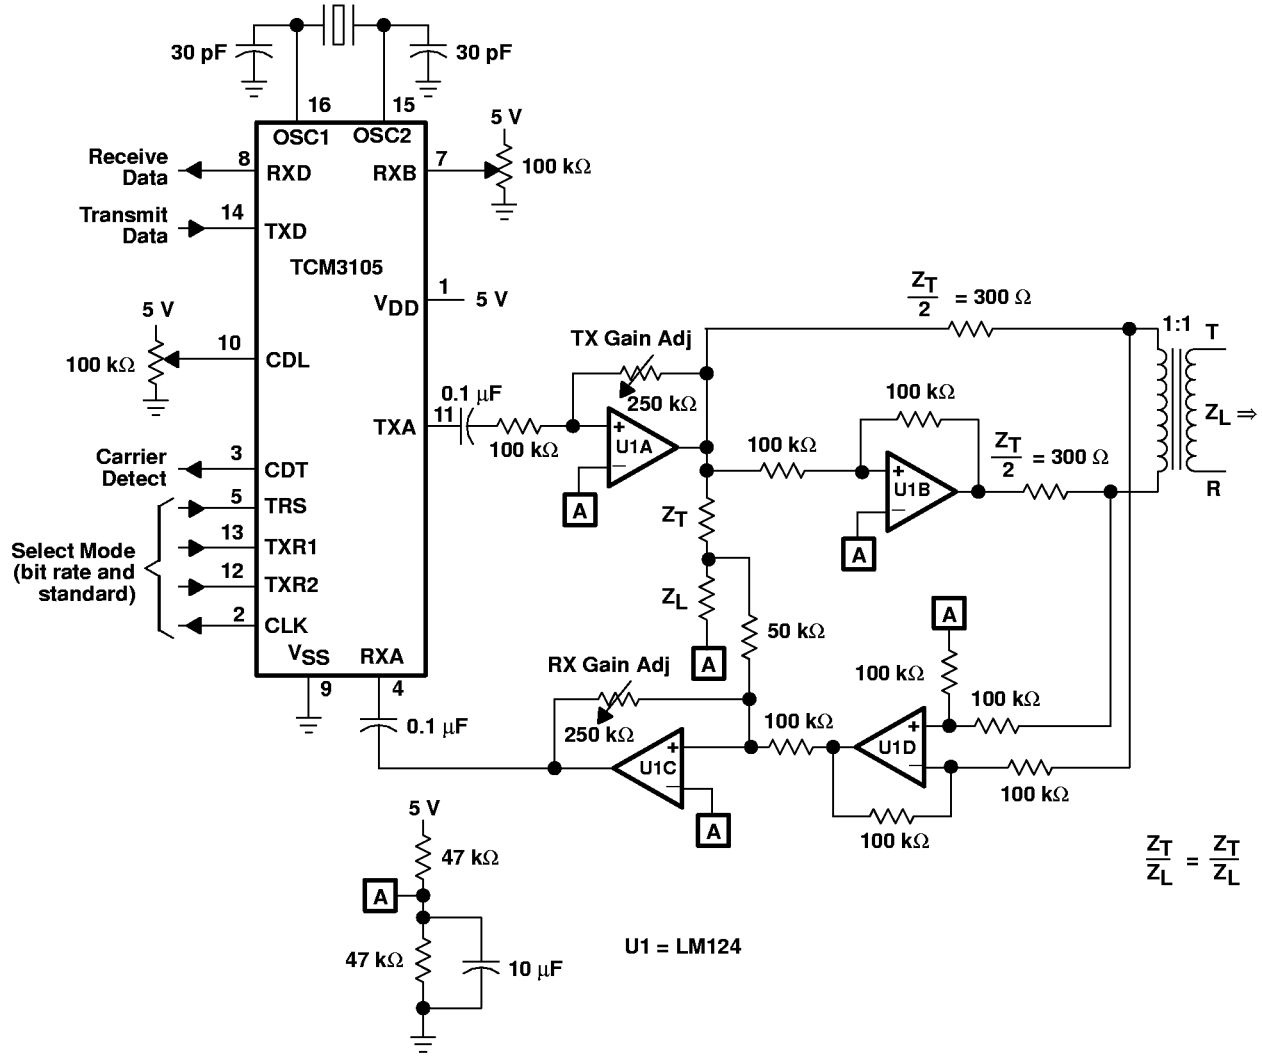 30 pF
30 pF
16
15
OSC1
OSC2
5 V
Receive
Data
8
RXD
RXB
7
100 kΩ
Transmit
Data
14
TXD
TCM3105
1
VDD
5 V
5 V
100 kΩ
10
CDL
TX Gain Adj
250 kΩ
ZT
2
= 300 Ω
1:1
T
ZL ⇒
R
0.1 μF
TXA
11
100 kΩ
+
U1A
–
A
100 kΩ
100 kΩ
+
U1B
–
A
ZT
2
= 300 Ω
Carrier
Detect
3
CDT
5
TRS
Select Mode
(bit rate and
standard)
13
TXR1
12
TXR2
2
CLK
VSS
RXA
9
4
0.1 μF
ZT
ZL
A
50 kΩ
RX Gain Adj
250 kΩ
+
U1C
–
A
100 kΩ
A
100 kΩ
100 kΩ
+
U1D
–
100 kΩ
100 kΩ
5 V
47 kΩ
A
47 kΩ
10 μF
U1 = LM124
ZT
ZL
=
ZT
ZL